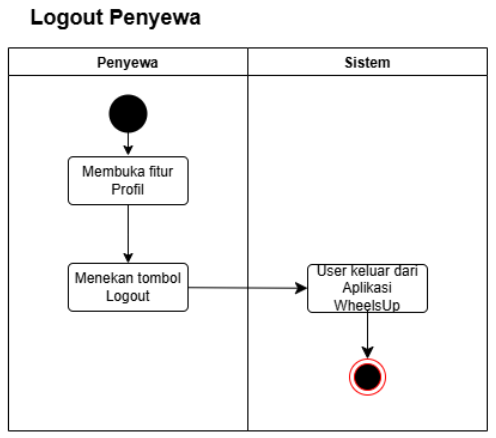 Logout Penyewa
Penyewa
Sistem
Membuka fitur
Profil
Menekan tombol
Logout
User keluar dari
Aplikasi
WheelsUp